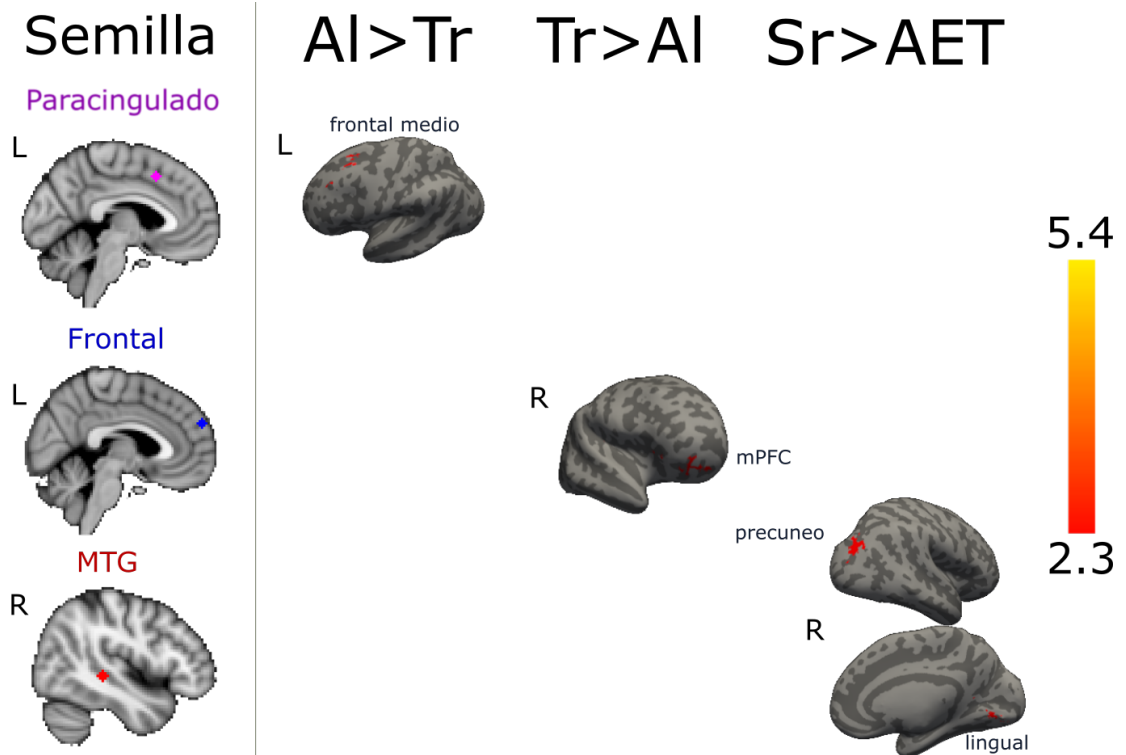 Semilla
Al>Tr
Tr>Al
Sr>AET
Paracingulado
L
L
frontal medio
5.4
Frontal
L
R
mPFC
precuneo
2.3
MTG
R
R
lingual